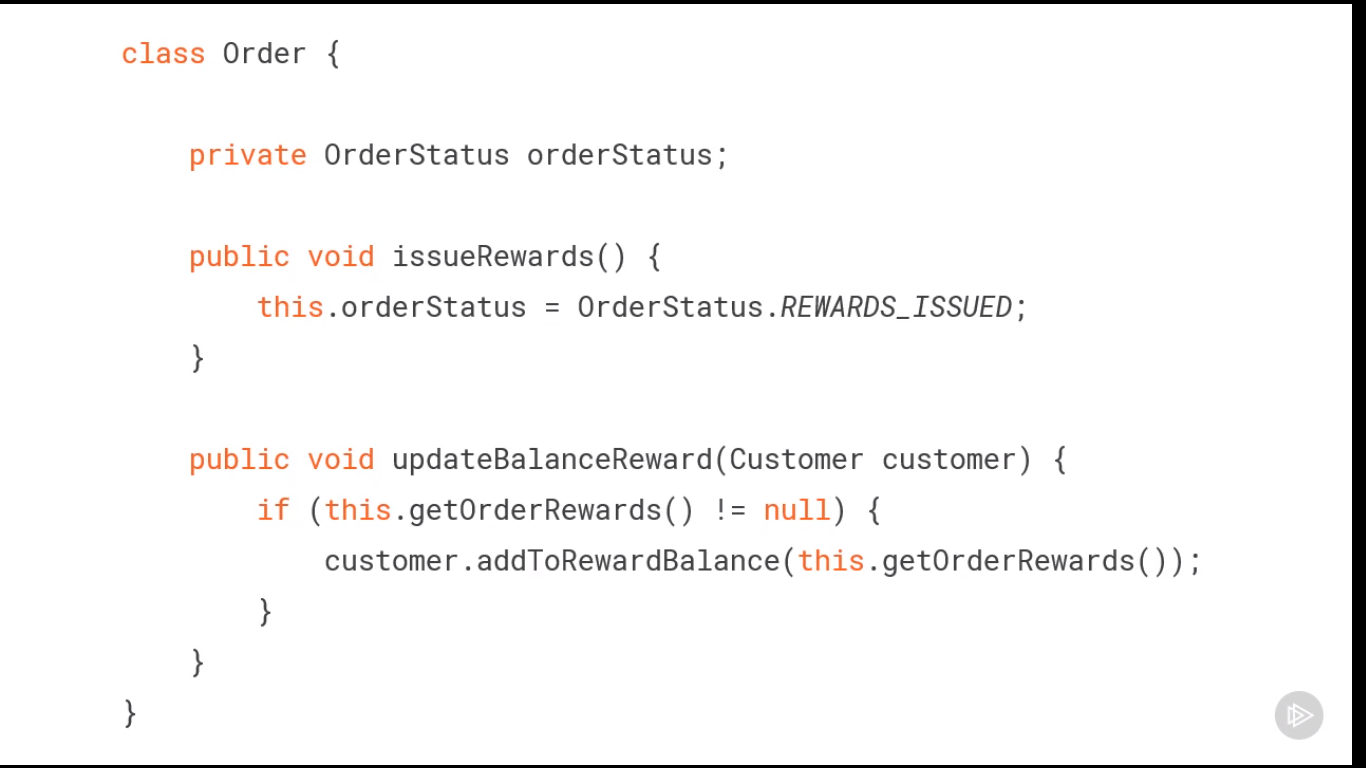 class Order {
private OrderStatus orderStatus;
public void issueRewards() {
this.orderStatus = OrderStatus.REWARDS_ISSUED;
}
public void updateBalanceReward(Customer customer) {
if (this.getOrderRewards() != null) {
customer.addToRewardBalance(this.getOrderRewards());
}
}
}